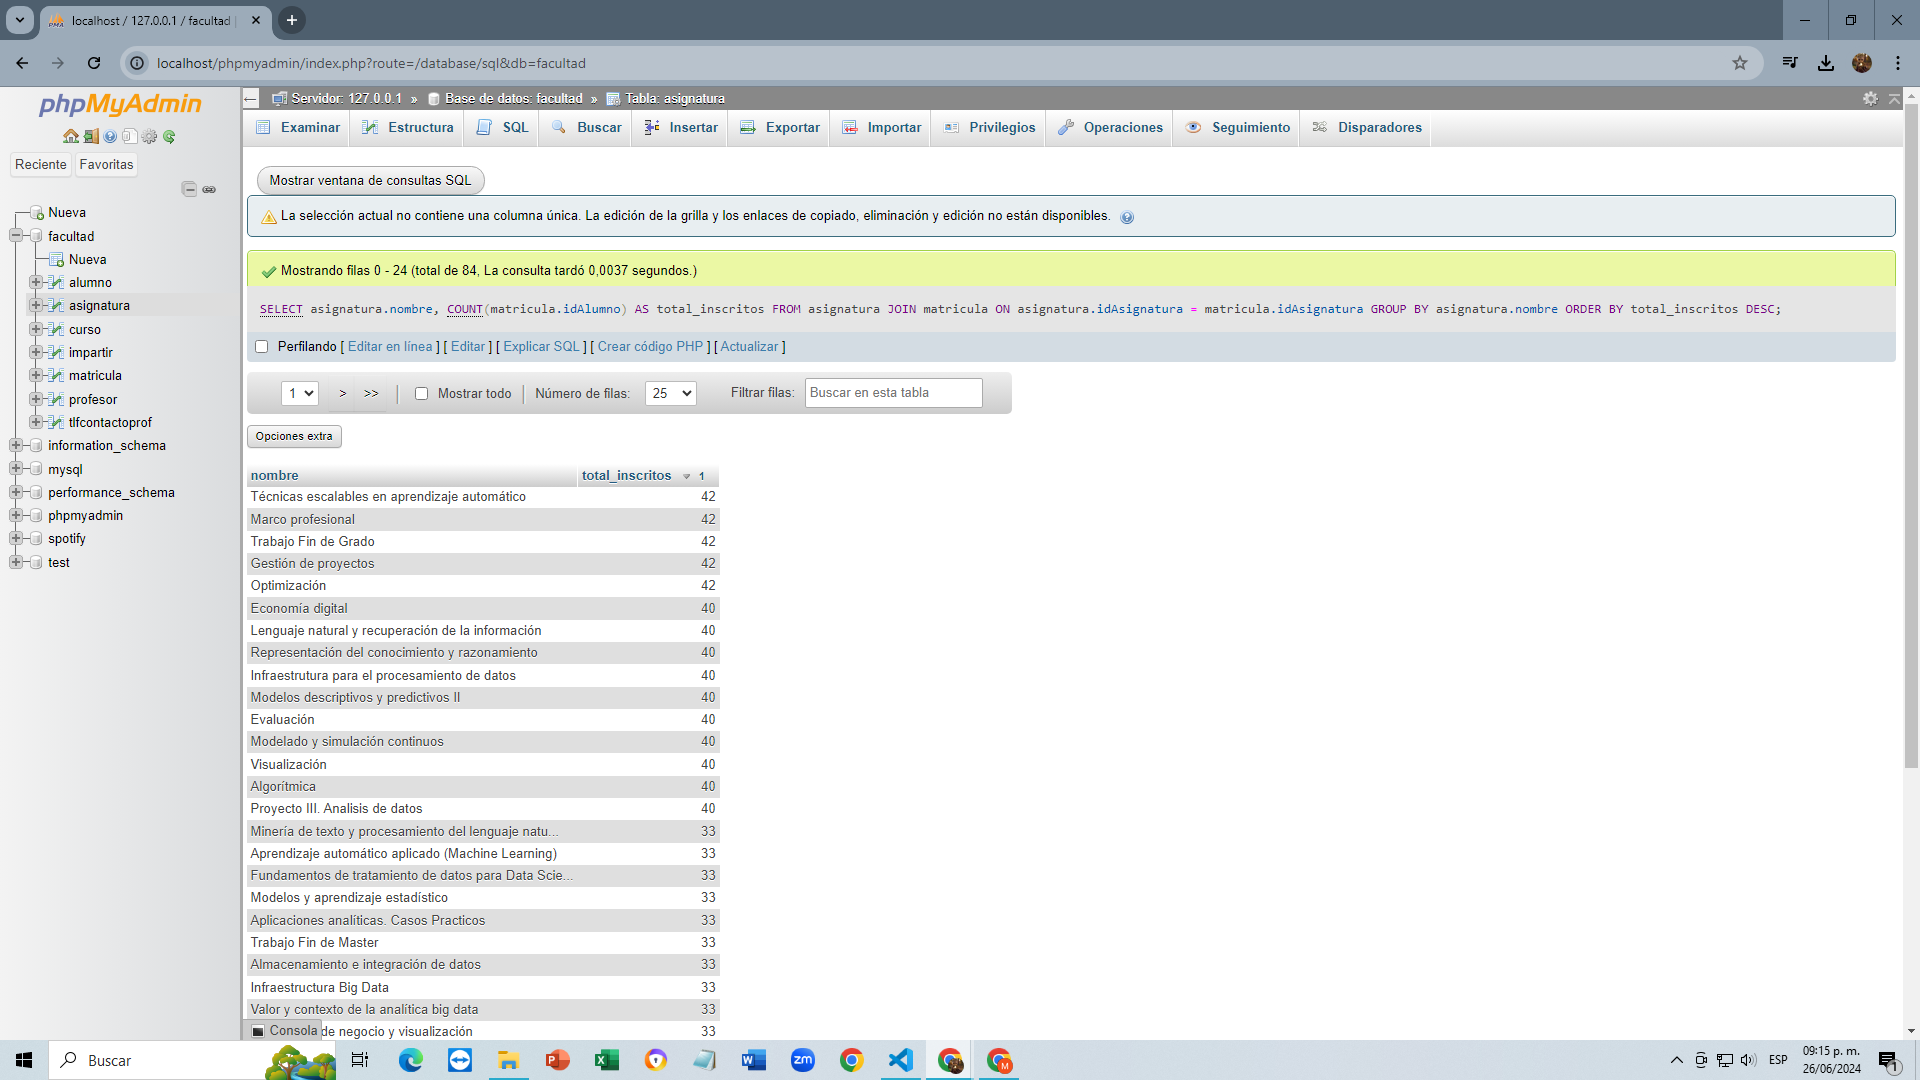 localhost / 127.0.0.1 / facultad
localhost/phpmyadmin/index.php?route=/database/sql&db=facultad
phpMyAdmin
Reciente Favoritas
Nueva
facultad
Nueva
alumno
asignatura
curso
impartir
matricula
profesor
tlfcontactoprof
information_schema
mysql
performance_schema
phpmyadmin
spotify
test
Servidor: 127.0.0.1 » Base de datos: facultad » Tabla: asignatura
Examinar Estructura SQL Buscar Insertar Exportar Importar Privilegios Operaciones Seguimiento Disparadores
Mostrar ventana de consultas SQL
La selección actual no contiene una columna única. La edición de la grilla y los enlaces de copiado, eliminación y edición no están disponibles.
Mostrando filas 0 - 24 (total de 84, La consulta tardó 0,0037 segundos.)
SELECT asignatura.nombre, COUNT(matricula.idAlumno) AS total_inscritos FROM asignatura JOIN matricula ON asignatura.idAsignatura = matricula.idAsignatura GROUP BY asignatura.nombre ORDER BY total_inscritos DESC;
Perfilando [ Editar en línea ] [ Editar ] [ Explicar SQL ] [ Crear código PHP ] [ Actualizar ]
1 > >> | Mostrar todo | Número de filas: 25 Filtrar filas: Buscar en esta tabla
Opciones extra
nombre total_inscritos 1
Técnicas escalables en aprendizaje automático 42
Marco profesional 42
Trabajo Fin de Grado 42
Gestión de proyectos 42
Optimización 42
Economía digital 40
Lenguaje natural y recuperación de la información 40
Representación del conocimiento y razonamiento 40
Infraestrutura para el procesamiento de datos 40
Modelos descriptivos y predictivos II 40
Evaluación 40
Modelado y simulación continuos 40
Visualización 40
Algorítmica 40
Proyecto III. Analisis de datos 40
Minería de texto y procesamiento del lenguaje natu... 33
Aprendizaje automático aplicado (Machine Learning) 33
Fundamentos de tratamiento de datos para Data Scie... 33
Modelos y aprendizaje estadístico 33
Aplicaciones analíticas. Casos Practicos 33
Trabajo Fin de Master 33
Almacenamiento e integración de datos 33
Infraestructura Big Data 33
Valor y contexto de la analítica big data 33
Consola de negocio y visualización 33
Buscar
ESP
09:15 p. m.
26/06/2024
1